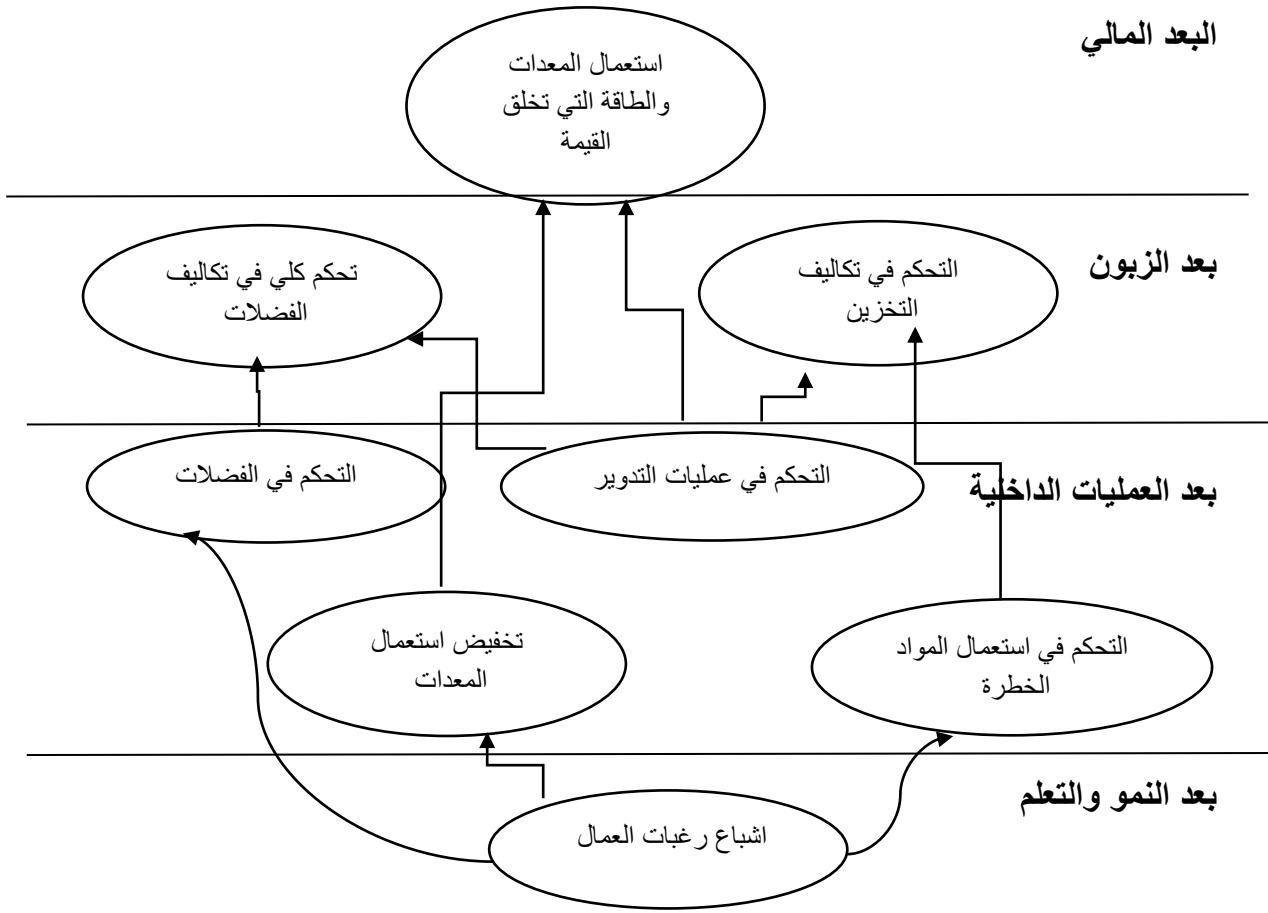 البعد المالي
استعمال المعدات
والطاقة التي تخلق
القيمة
بعد الزبون
التحكم في تكاليف
التخزين
تحكم كلي في تكاليف
الفضلات
بعد العمليات الداخلية
التحكم في عمليات التدوير
التحكم في الفضلات
التحكم في استعمال المواد
الخطرة
تخفيض استعمال
المعدات
بعد النمو والتعلم
اشباع رغبات العمال